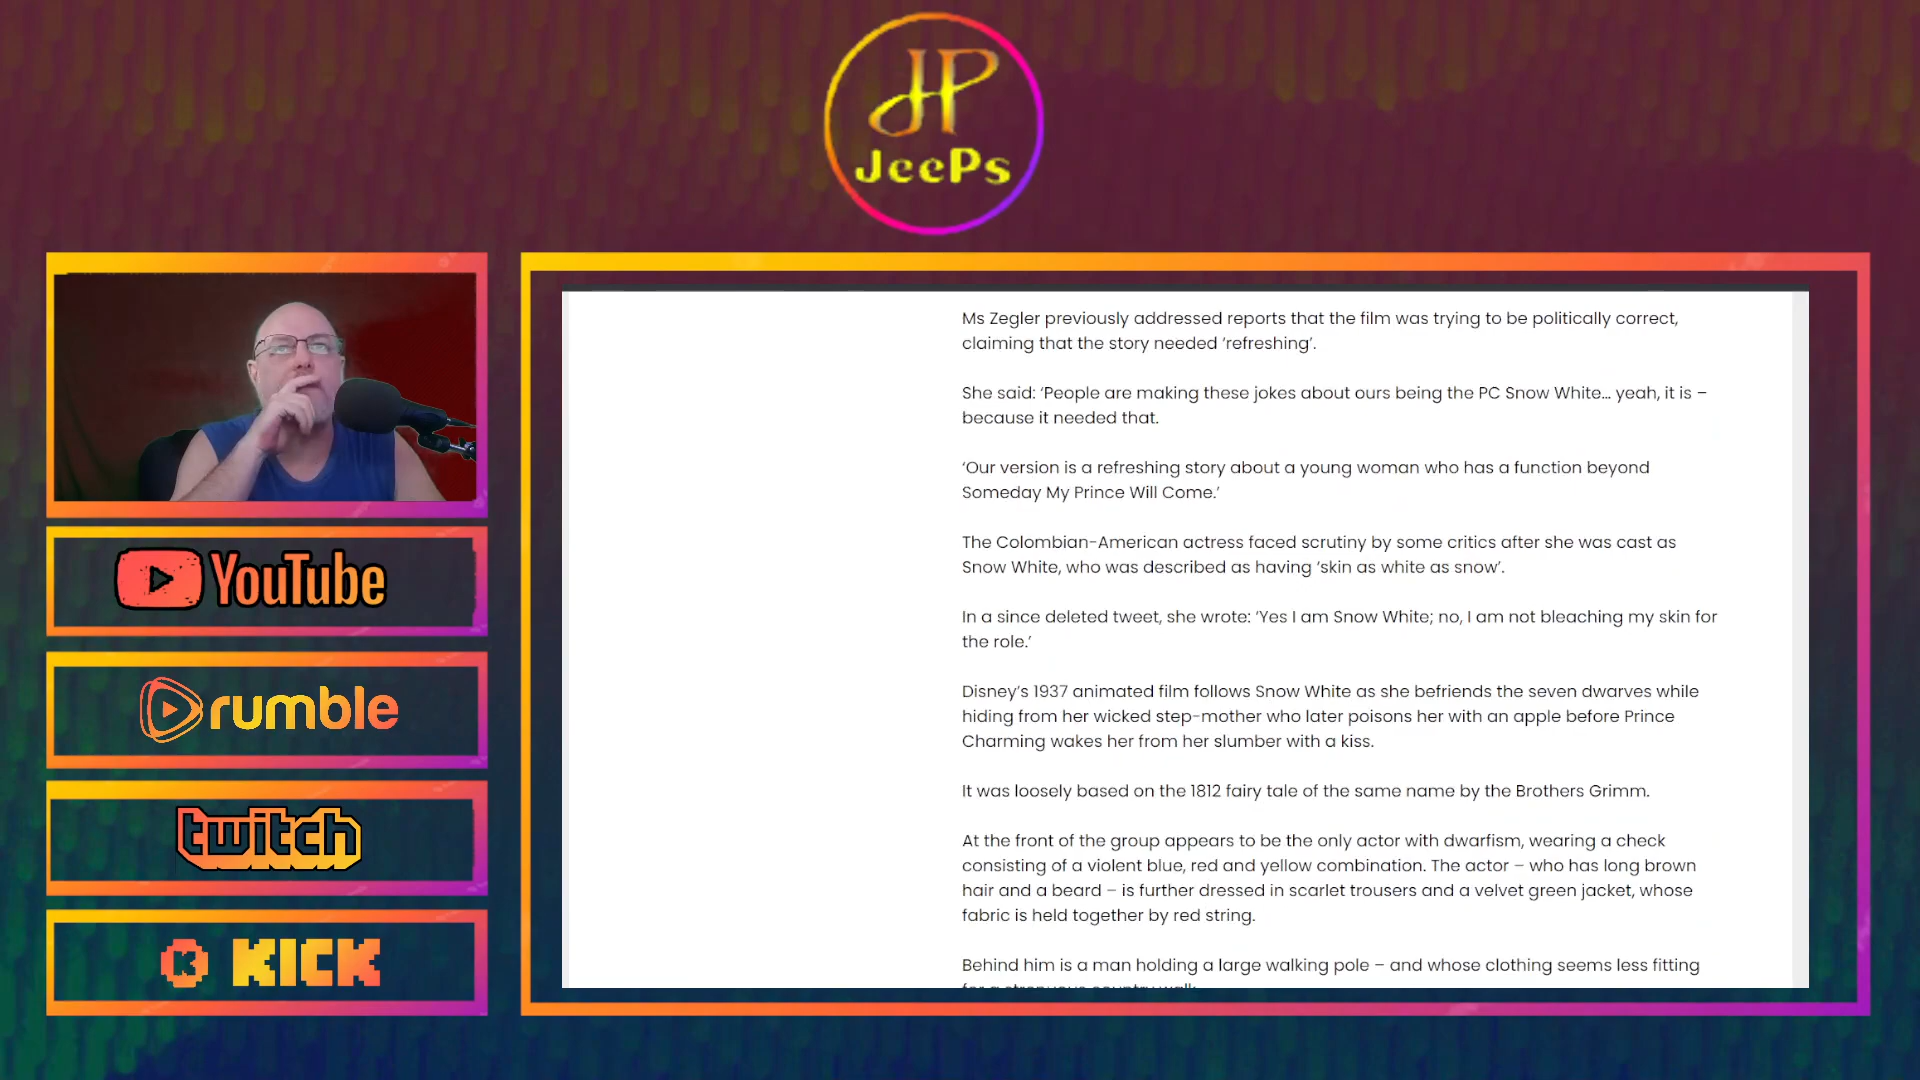 JP
JeePs
YouTube
rumble
twitch
K KICK
Ms Zegler previously addressed reports that the film was trying to be politically correct,
claiming that the story needed ‘refreshing’.
She said: ‘People are making these jokes about ours being the PC Snow White… yeah, it is –
because it needed that.
‘Our version is a refreshing story about a young woman who has a function beyond
Someday My Prince Will Come.’
The Colombian-American actress faced scrutiny by some critics after she was cast as
Snow White, who was described as having ‘skin as white as snow’.
In a since deleted tweet, she wrote: ‘Yes I am Snow White; no, I am not bleaching my skin for
the role.’
Disney’s 1937 animated film follows Snow White as she befriends the seven dwarves while
hiding from her wicked step-mother who later poisons her with an apple before Prince
Charming wakes her from her slumber with a kiss.
It was loosely based on the 1812 fairy tale of the same name by the Brothers Grimm.
At the front of the group appears to be the only actor with dwarfism, wearing a check
consisting of a violent blue, red and yellow combination. The actor – who has long brown
hair and a beard – is further dressed in scarlet trousers and a velvet green jacket, whose
fabric is held together by red string.
Behind him is a man holding a large walking pole – and whose clothing seems less fitting